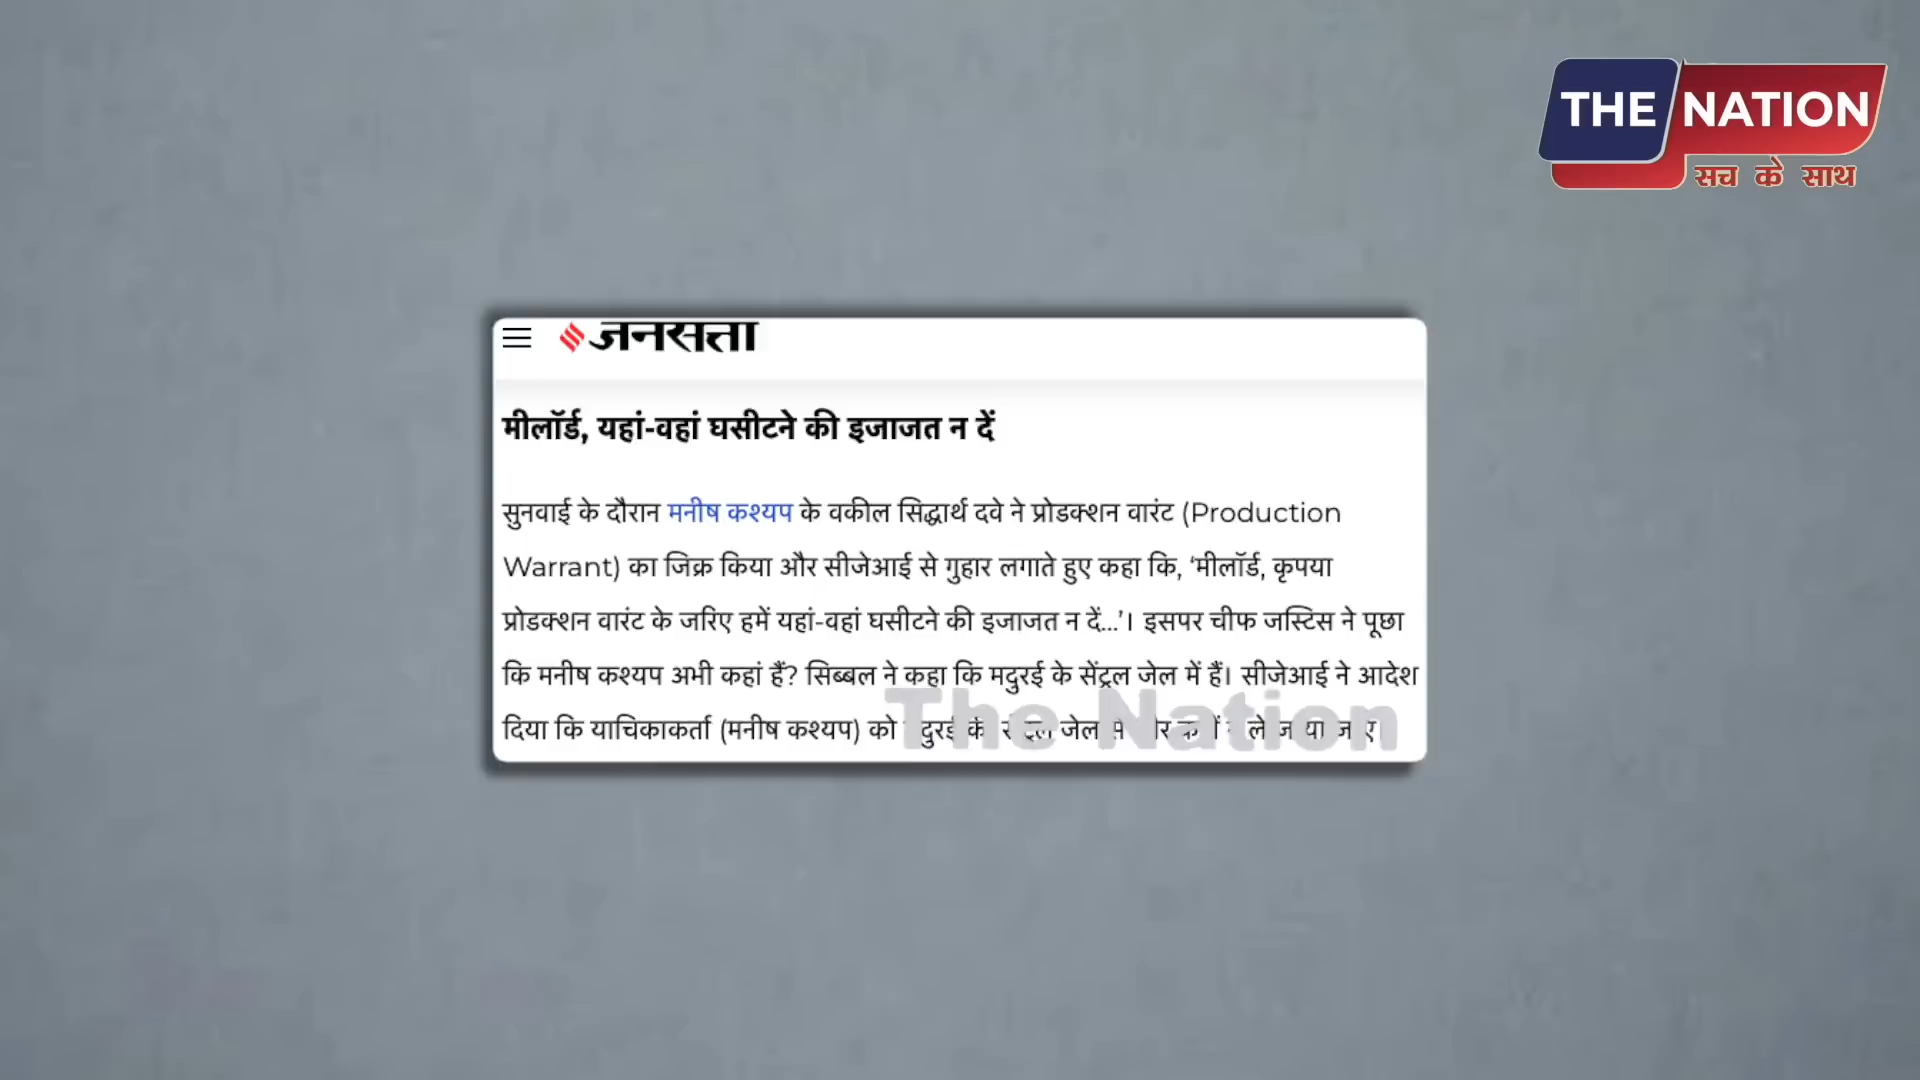 THE NATION
सच के साथ
जनसत्ता
मीलॉर्ड, यहां-वहां घसीटने की इजाजत न दें
सुनवाई के दौरान मनीष कश्यप के वकील सिद्धार्थ दवे ने प्रोडक्शन वारंट (Production
Warrant) का जिक्र किया और सीजेआई से गुहार लगाते हुए कहा कि, ‘मीलॉर्ड, कृपया
प्रोडक्शन वारंट के जरिए हमें यहां-वहां घसीटने की इजाजत न दें...’। इसपर चीफ जस्टिस ने पूछा
कि मनीष कश्यप अभी कहां हैं? सिब्बल ने कहा कि मदुरई के सेंट्रल जेल में हैं। सीजेआई ने आदेश
दिया कि याचिकाकर्ता (मनीष कश्यप) को जेल
The Nation